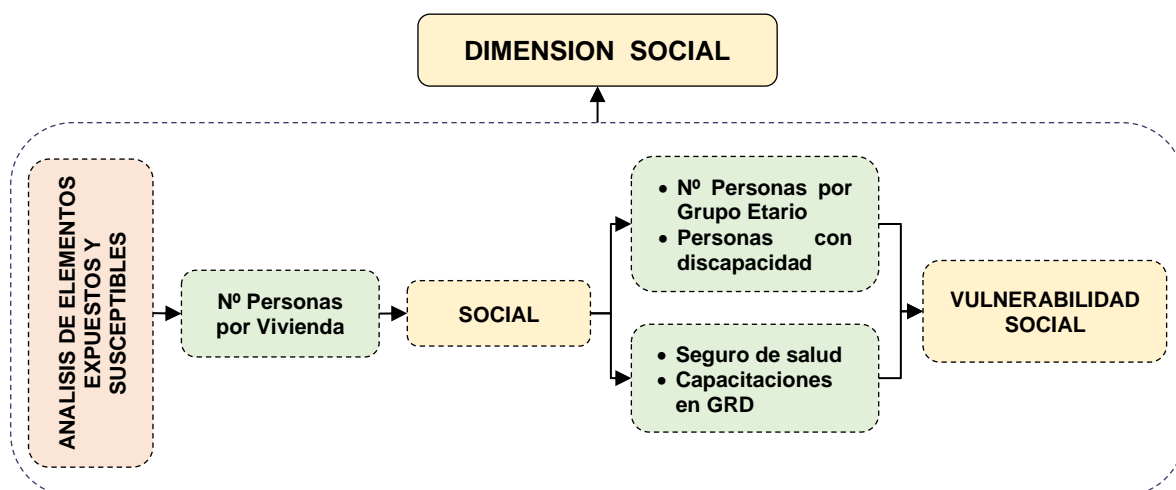 DIMENSION SOCIAL
ANALISIS DE ELEMENTOS
EXPUESTOS Y
SUSCEPTIBLES
Nº Personas
por Vivienda
SOCIAL
• Nº Personas por
Grupo Etario
• Personas con
discapacidad
• Seguro de salud
• Capacitaciones
en GRD
VULNERABILIDAD
SOCIAL